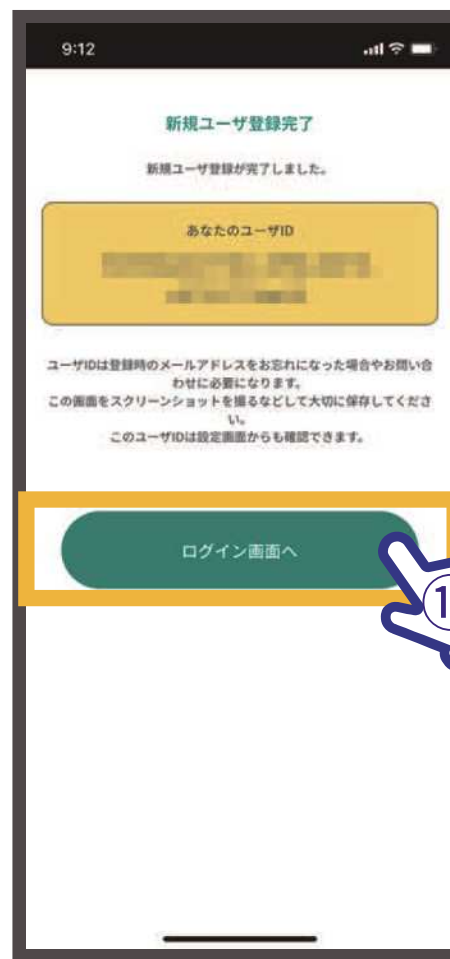 9:12
新規ユーザ登録完了
新規ユーザ登録が完了しました。
あなたのユーザID
ユーザIDは登録時のメールアドレスをお忘れになった場合やお問い合
わせに必要になります。
この画面をスクリーンショットを撮るなどして大切に保存してくださ
い。
このユーザIDは設定画面からも確認できます。
ログイン画面へ
①